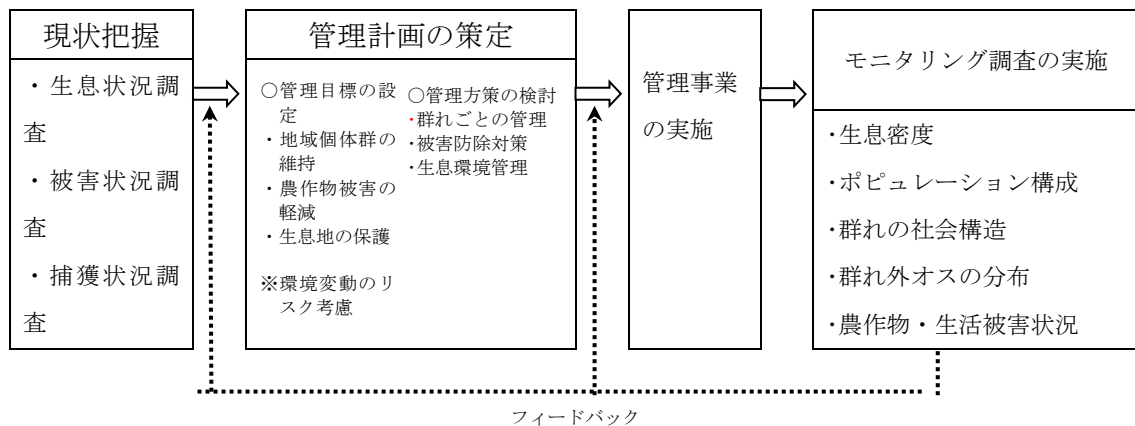 現状把握
・生息状況調
査
・被害状況調
査
・捕獲状況調
査
管理計画の策定
○管理目標の設
定
・地域個体群の
維持
・農作物被害の
軽減
・生息地の保護
※環境変動のリ
スク考慮
○管理方策の検討
・群れごとの管理
・被害防除対策
・生息環境管理
管理事業
の実施
モニタリング調査の実施
・生息密度
・ポピュレーション構成
・群れの社会構造
・群れ外オスの分布
・農作物・生活被害状況
フィードバック